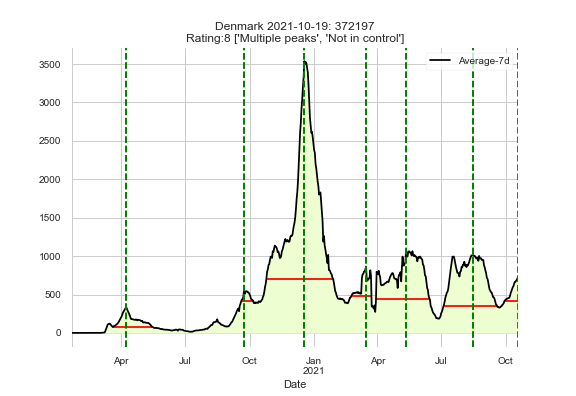 Denmark 2021-10-19: 372197
Rating:8 ['Multiple peaks', 'Not in control']
Average-7d
3500
3000
2500
2000
1500
1000
500
0
Apr
Jul
Oct
Jan
2021
Apr
Jul
Oct
Date